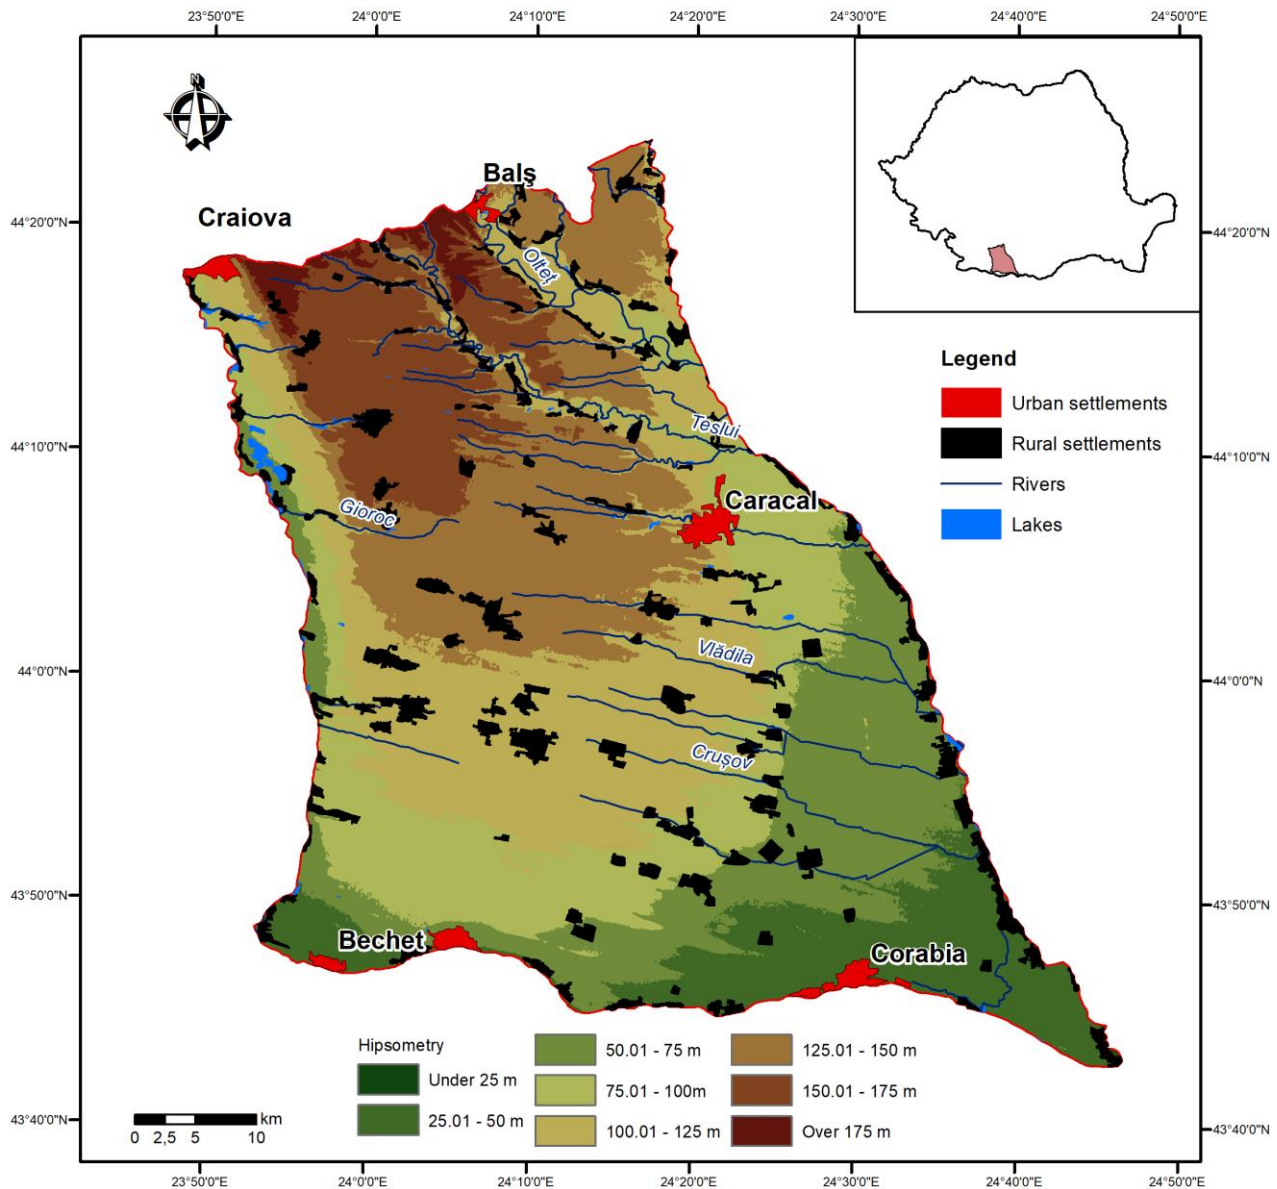 23°50'0"E 24°0'0"E 24°10'0"E 24°20'0"E 24°30'0"E 24°40'0"E 24°50'0"E
N
Balş
Craiova
44°20'0"N
44°20'0"N
Olteţ
Legend
Urban settlements
Rural settlements
Rivers
Lakes
Teslui
44°10'0"N
44°10'0"N
Caracal
Gioroc
Vlădila
44°0'0"N
44°0'0"N
Crușov
43°50'0"N
43°50'0"N
Bechet
Corabia
Hipsometry
Under 25 m
25.01 - 50 m
50.01 - 75 m
75.01 - 100m
100.01 - 125 m
125.01 - 150 m
150.01 - 175 m
Over 175 m
km
0 2,5 5 10
43°40'0"N
43°40'0"N
23°50'0"E 24°0'0"E 24°10'0"E 24°20'0"E 24°30'0"E 24°40'0"E 24°50'0"E